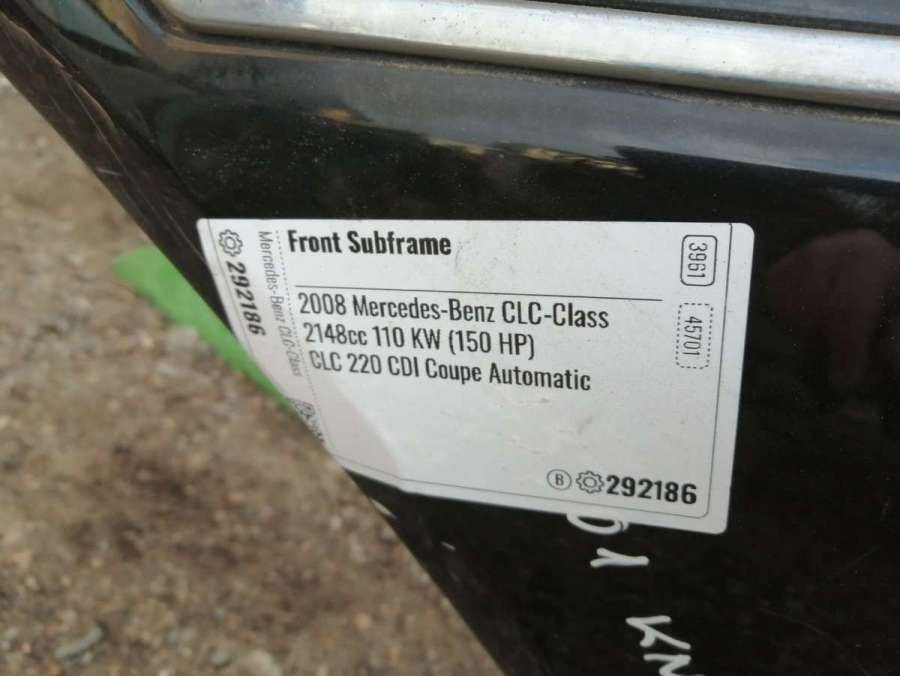 Front Subframe
2008 Mercedes-Benz CLC-Class
2148cc 110 KW (150 HP)
CLC 220 CDI Coupe Automatic
3961
45701
B 292186
292186
Mercedes-Benz CLC-Class